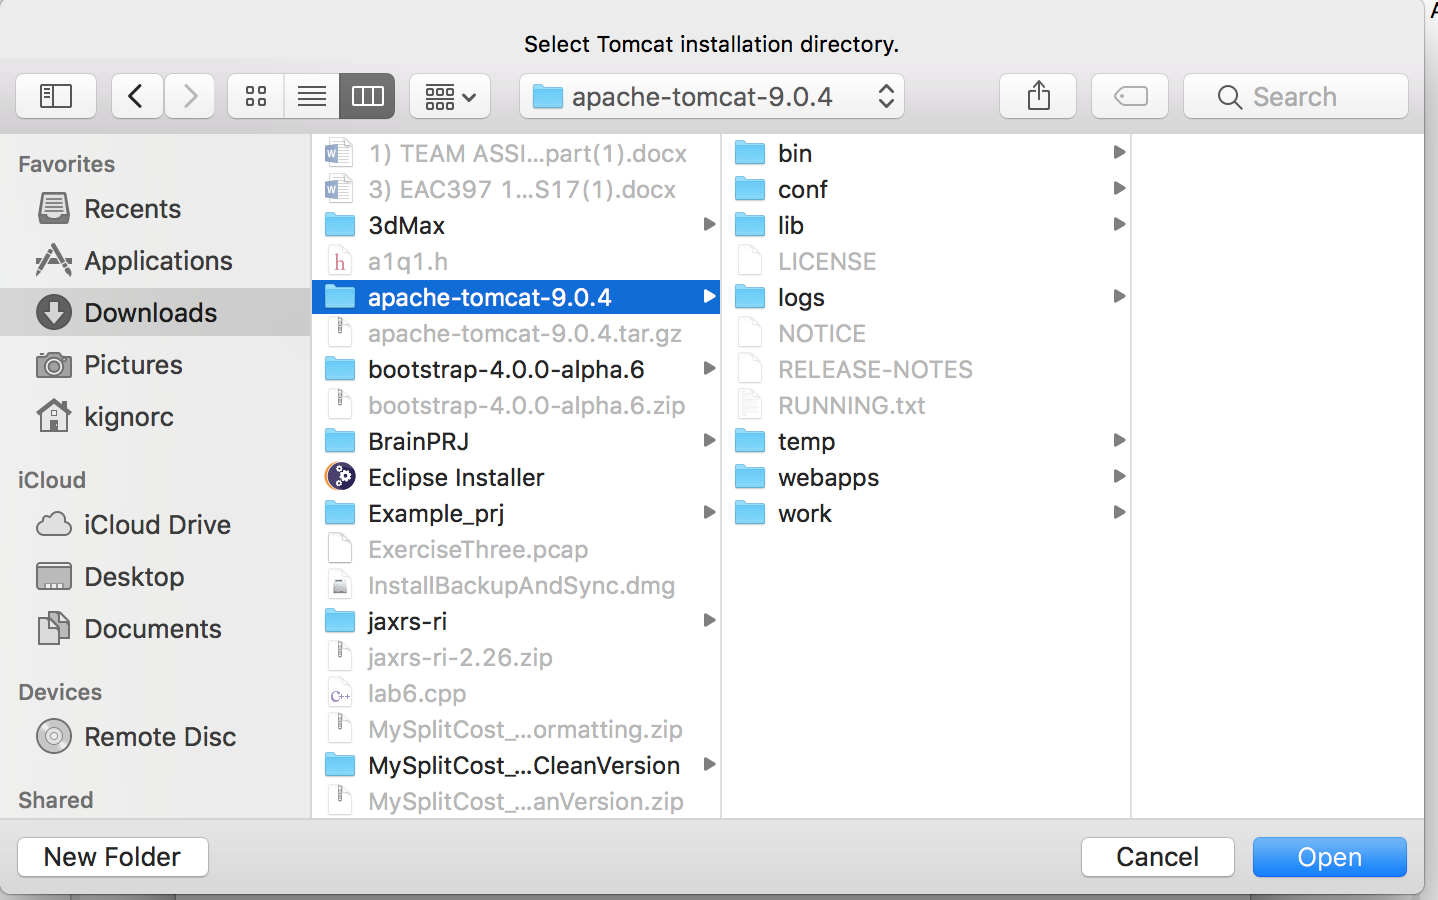 Select Tomcat installation directory.
apache-tomcat-9.0.4
Search
Favorites
Recents
Applications
Downloads
Pictures
kignorc
iCloud
iCloud Drive
Desktop
Documents
Devices
Remote Disc
Shared
1) TEAM ASSI...part(1).docx
3) EAC397 1...S17(1).docx
3dMax
a1q1.h
apache-tomcat-9.0.4
apache-tomcat-9.0.4.tar.gz
bootstrap-4.0.0-alpha.6
bootstrap-4.0.0-alpha.6.zip
BrainPRJ
Eclipse Installer
Example_prj
ExerciseThree.pcap
InstallBackupAndSync.dmg
jaxrs-ri
jaxrs-ri-2.26.zip
lab6.cpp
MySplitCost_...ormatting.zip
MySplitCost_...CleanVersion
MySplitCost_...anVersion.zip
bin
conf
lib
LICENSE
logs
NOTICE
RELEASE-NOTES
RUNNING.txt
temp
webapps
work
New Folder
Cancel
Open